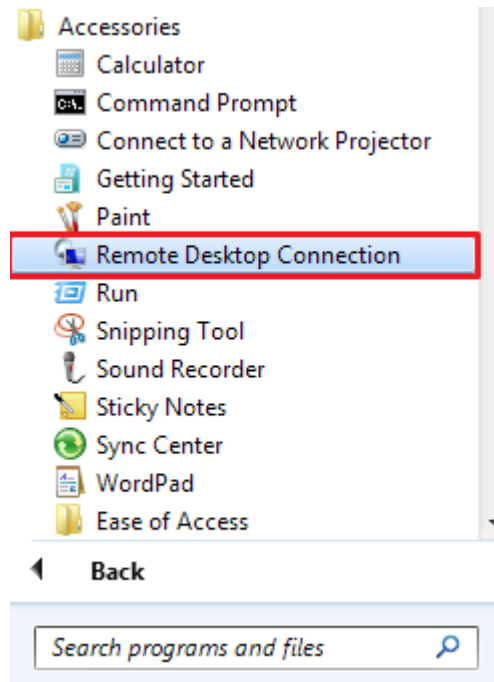 Accessories
Calculator
C:\.
Command Prompt
Connect to a Network Projector
Getting Started
Paint
Remote Desktop Connection
Run
Snipping Tool
Sound Recorder
Sticky Notes
Sync Center
WordPad
Ease of Access
Back
Search programs and files